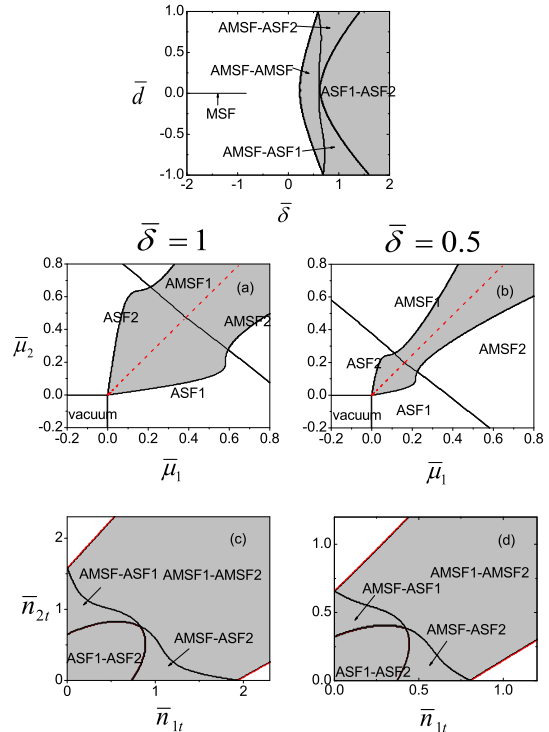 1.0
0.5
0.0
-0.5
-1.0
d̅
AMSF-ASF2
AMSF-AMSF
ASF1-ASF2
MSF
AMSF-ASF1
-2 -1 0 1 2
δ̅
δ̅ = 1
δ̅ = 0.5
0.8
0.6
0.4
0.2
0.0
-0.2
μ̅₂
(a)
AMSF1
ASF2
AMSF2
ASF1
vacuum
-0.2 0.0 0.2 0.4 0.6 0.8
μ̅₁
0.8
0.6
0.4
0.2
0.0
-0.2
(b)
AMSF1
ASF2
AMSF2
ASF1
vacuum
-0.2 0.0 0.2 0.4 0.6 0.8
μ̅₁
2
1
0
n̅₂ₜ
(c)
AMSF-ASF1 AMSF1-AMSF2
AMSF-ASF2
ASF1-ASF2
0 1 2
n̅₁ₜ
1.0
0.5
0.0
(d)
AMSF1-AMSF2
AMSF-ASF1
AMSF-ASF2
ASF1-ASF2
0.0 0.5 1.0
n̅₁ₜ